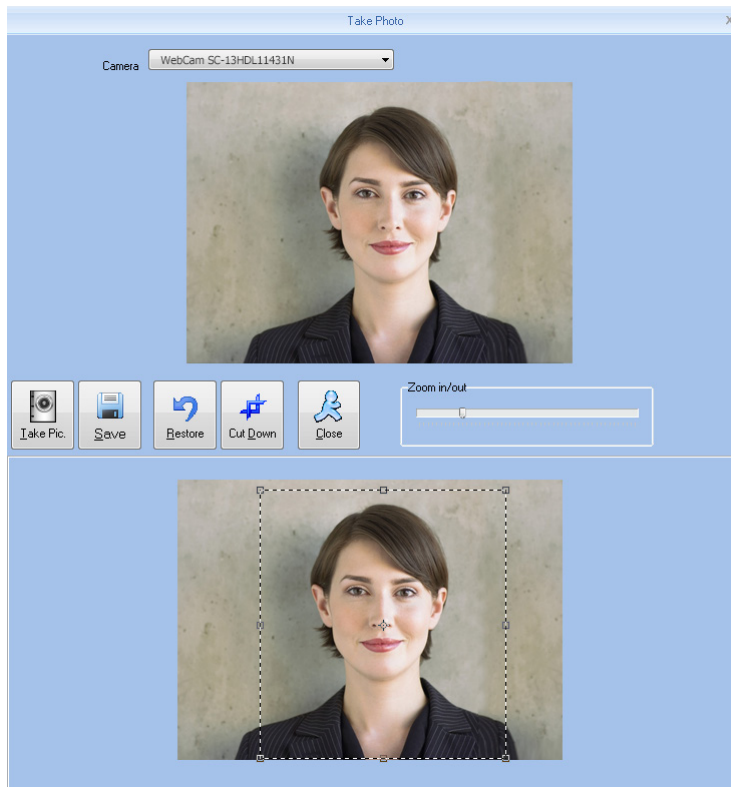 Take Photo
Camera
WebCam SC-13HDL11431N
Zoom in/out
Take Pic.
Save
Restore
Cut Down
Close